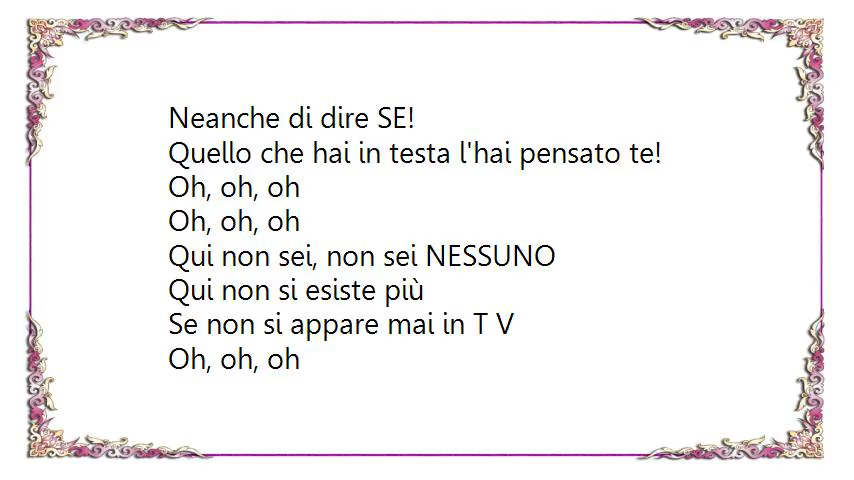 Neanche di dire SE!
Quello che hai in testa l'hai pensato te!
Oh, oh, oh
Oh, oh, oh
Qui non sei, non sei NESSUNO
Qui non si esiste più
Se non si appare mai in T V
Oh, oh, oh